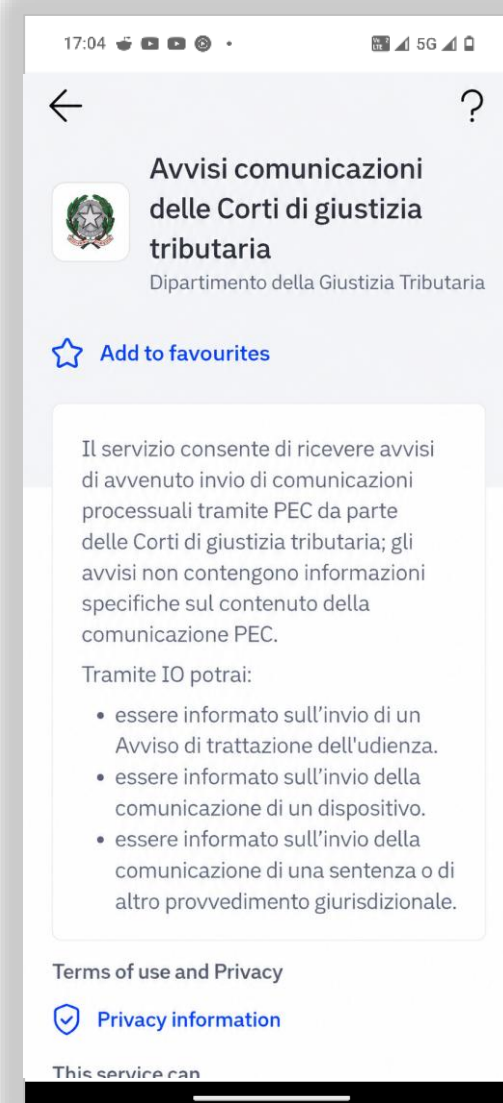 17:04
5G
?
Avvisi comunicazioni
delle Corti di giustizia
tributaria
Dipartimento della Giustizia Tributaria
Add to favourites
Il servizio consente di ricevere avvisi
di avvenuto invio di comunicazioni
processuali tramite PEC da parte
delle Corti di giustizia tributaria; gli
avvisi non contengono informazioni
specifiche sul contenuto della
comunicazione PEC.
Tramite IO potrai:
• essere informato sull'invio di un
Avviso di trattazione dell'udienza.
• essere informato sull'invio della
comunicazione di un dispositivo.
• essere informato sull'invio della
comunicazione di una sentenza o di
altro provvedimento giurisdizionale.
Terms of use and Privacy
Privacy information
This service can